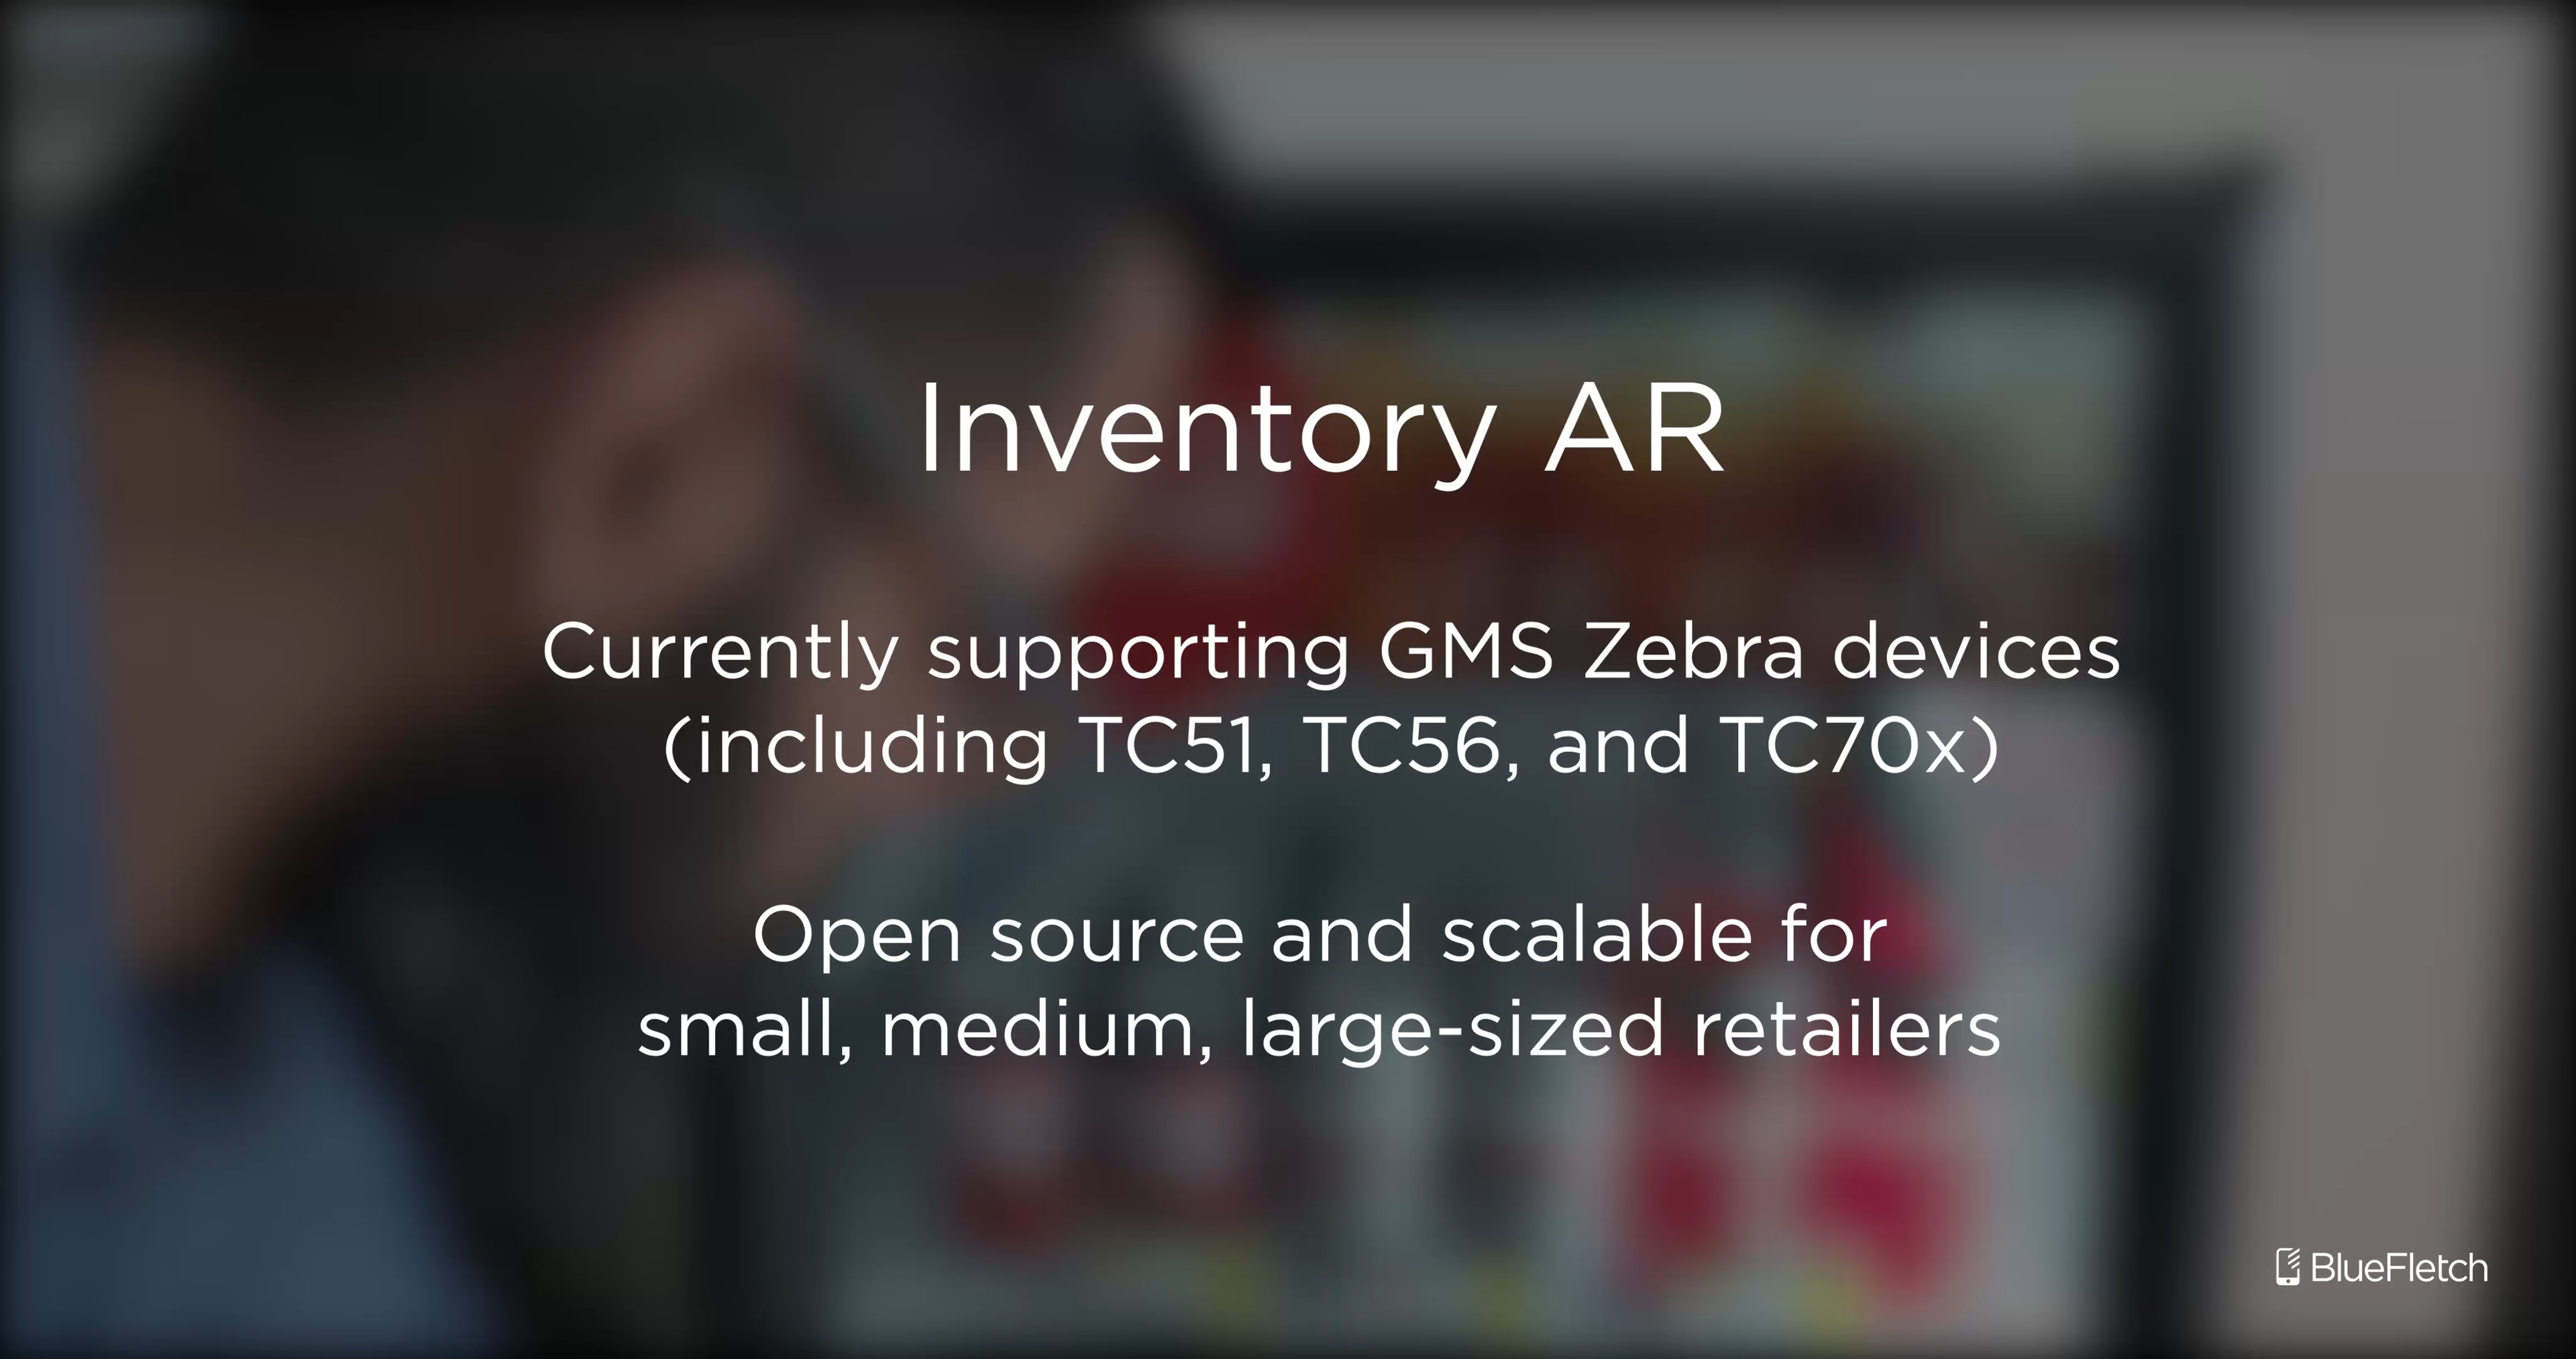 Inventory AR
Currently supporting GMS Zebra devices
(including TC51, TC56, and TC70x)
Open source and scalable for
small, medium, large-sized retailers
BlueFletch